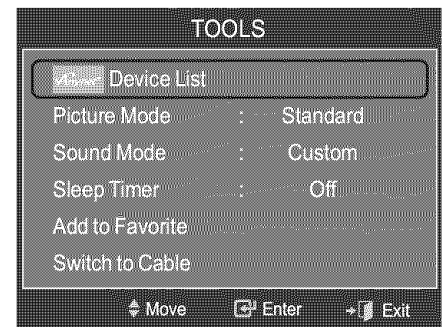 TOOLS
Device List
Picture Mode : Standard
Sound Mode : Custom
Sleep Timer : Off
Add to Favorite
Switch to Cable
Move Enter Exit